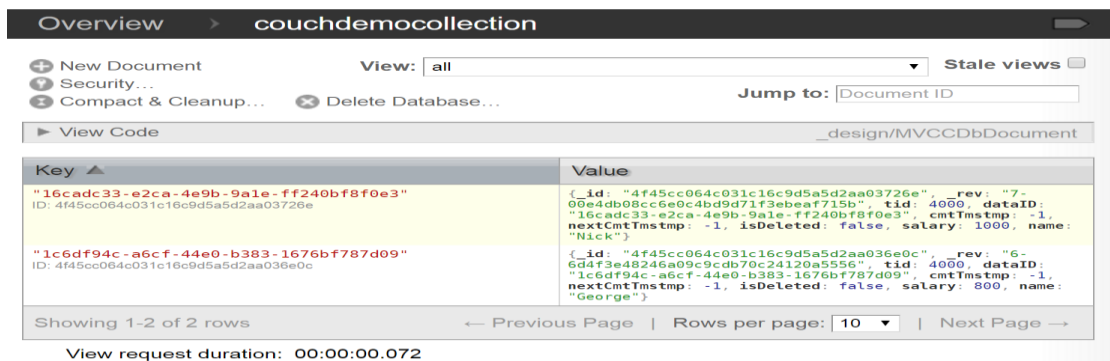 Overview > couchdemocollection
New Document View: all Stale views
Security...
Compact & Cleanup... Delete Database... Jump to: Document ID
View Code _design/MVCCDbDocument
Key Value
"16cadc33-e2ca-4e9b-9a1e-ff240bf8f0e3" {_id: "4f45cc064c031c16c9d5a5d2aa03726e", _rev: "7-
ID: 4f45cc064c031c16c9d5a5d2aa03726e 00e4db08cc6e0c4bd9d71f3ebeaf715b", tid: 4000, dataID:
"16cadc33-e2ca-4e9b-9a1e-ff240bf8f0e3", cmtTmstmp: -1,
nextCmtTmstmp: -1, isDeleted: false, salary: 1000, name:
"Nick"}
"1c6df94c-a6cf-44e0-b383-1676bf787d09" {_id: "4f45cc064c031c16c9d5a5d2aa036e0c", _rev: "6-
ID: 4f45cc064c031c16c9d5a5d2aa036e0c 6d4f3e48246a09c9cdb70c24120a5556", tid: 4000, dataID:
"1c6df94c-a6cf-44e0-b383-1676bf787d09", cmtTmstmp: -1,
nextCmtTmstmp: -1, isDeleted: false, salary: 800, name:
"George"}
Showing 1-2 of 2 rows ← Previous Page | Rows per page: 10 | Next Page →
View request duration: 00:00:00.072